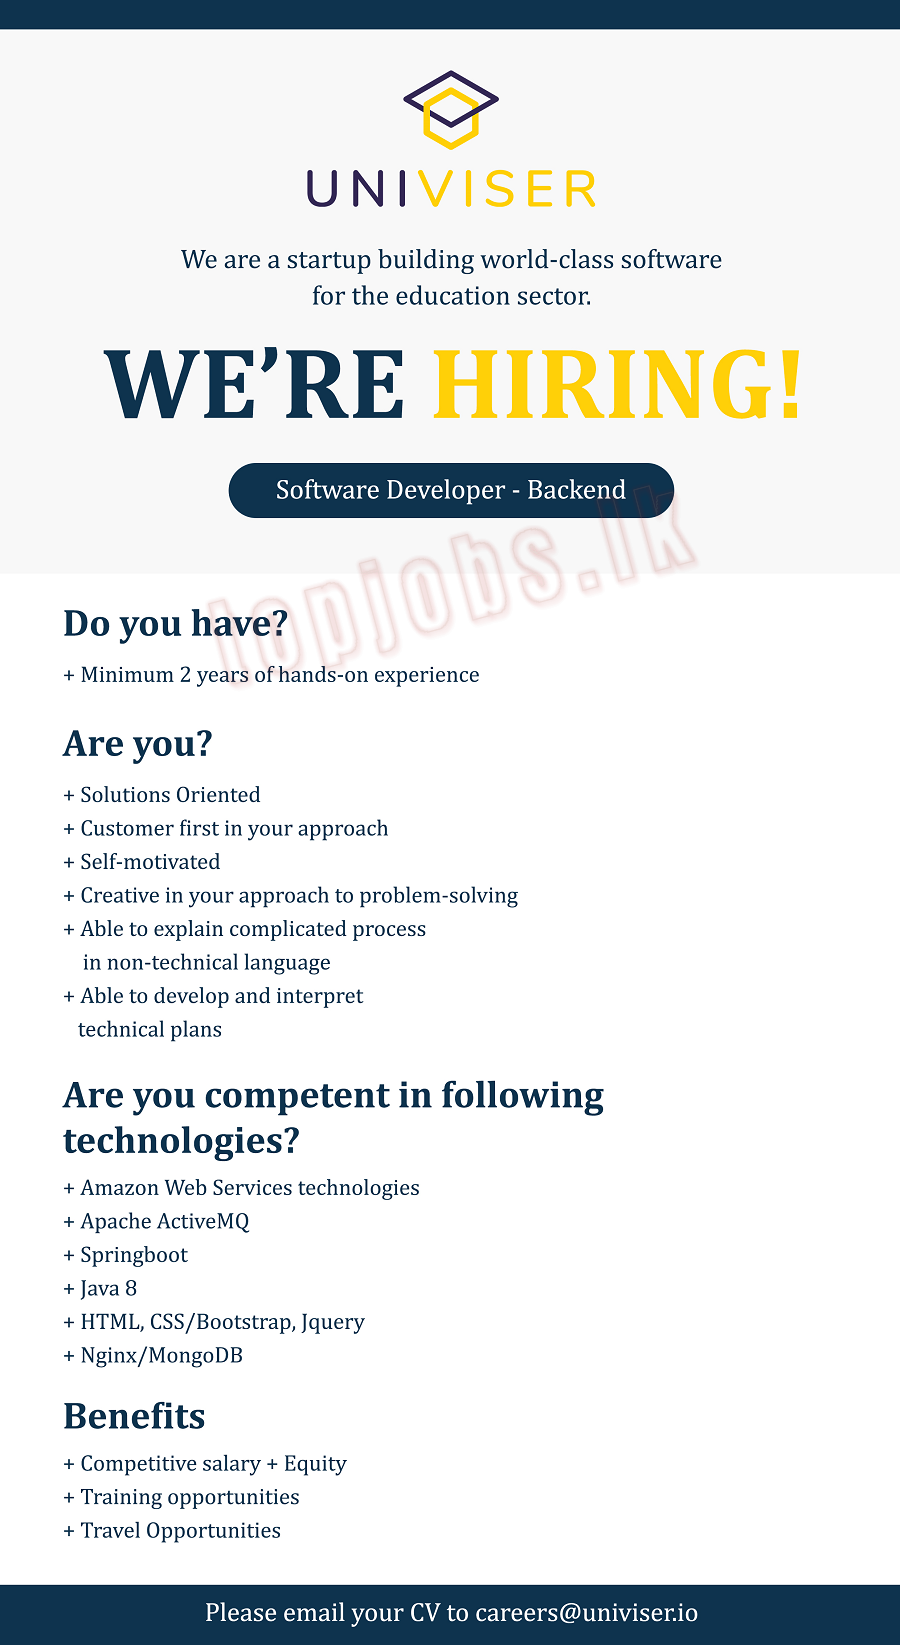 UNIVISER
We are a startup building world-class software
for the education sector.
WE'RE HIRING!
Software Developer - Backend
topjobs.lk
Do you have?
+ Minimum 2 years of hands-on experience
Are you?
+ Solutions Oriented
+ Customer first in your approach
+ Self-motivated
+ Creative in your approach to problem-solving
+ Able to explain complicated process
in non-technical language
+ Able to develop and interpret
technical plans
Are you competent in following
technologies?
+ Amazon Web Services technologies
+ Apache ActiveMQ
+ Springboot
+ Java 8
+ HTML, CSS/Bootstrap, Jquery
+ Nginx/MongoDB
Benefits
+ Competitive salary + Equity
+ Training opportunities
+ Travel Opportunities
Please email your CV to careers@univiser.io